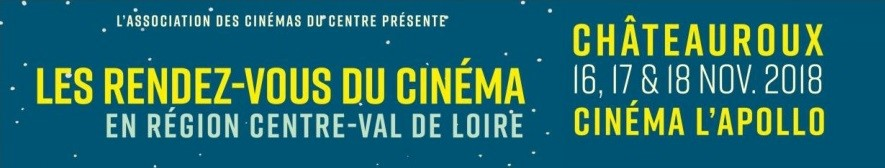 L'ASSOCIATION DES CINÉMAS DU CENTRE PRÉSENTE
LES RENDEZ-VOUS DU CINÉMA
EN RÉGION CENTRE-VAL DE LOIRE
CHÂTEAUROUX
16, 17 & 18 NOV. 2018
CINÉMA L'APOLLO